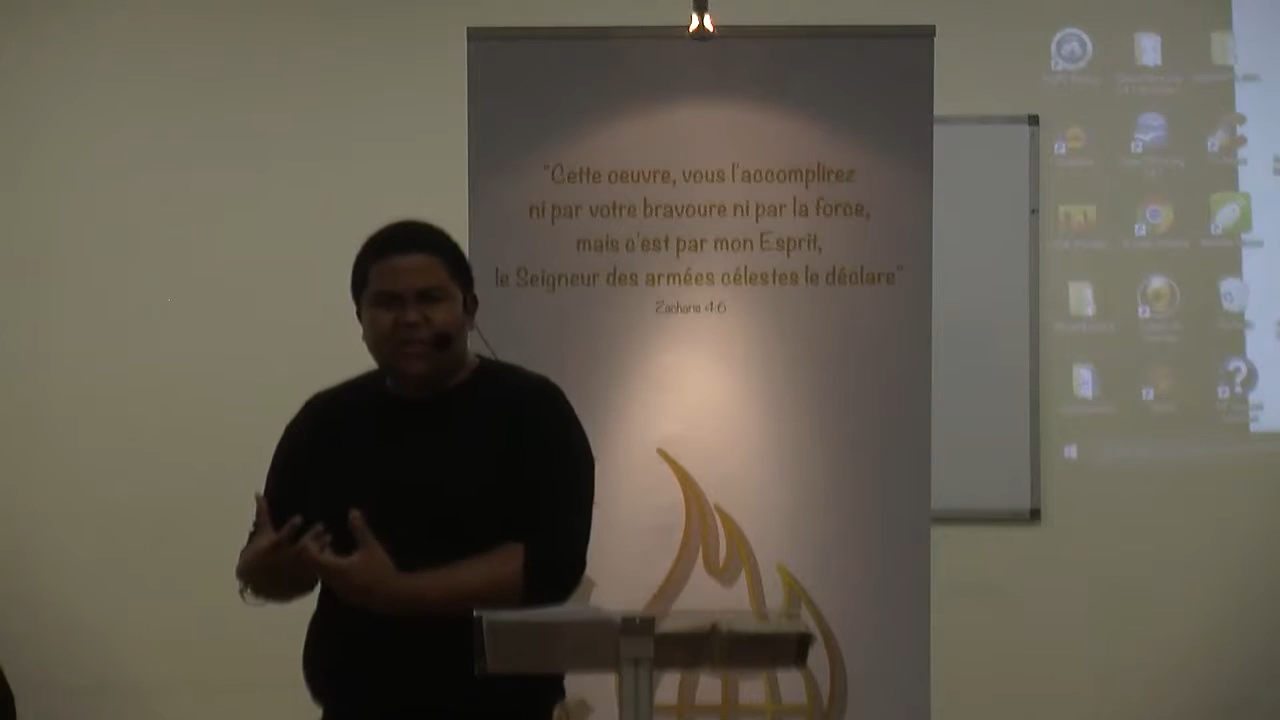 "Cette oeuvre, vous l'accomplirez
ni par votre bravoure ni par la force,
mais c'est par mon Esprit,
le Seigneur des armées célestes le déclare"
Zacharie 4:6